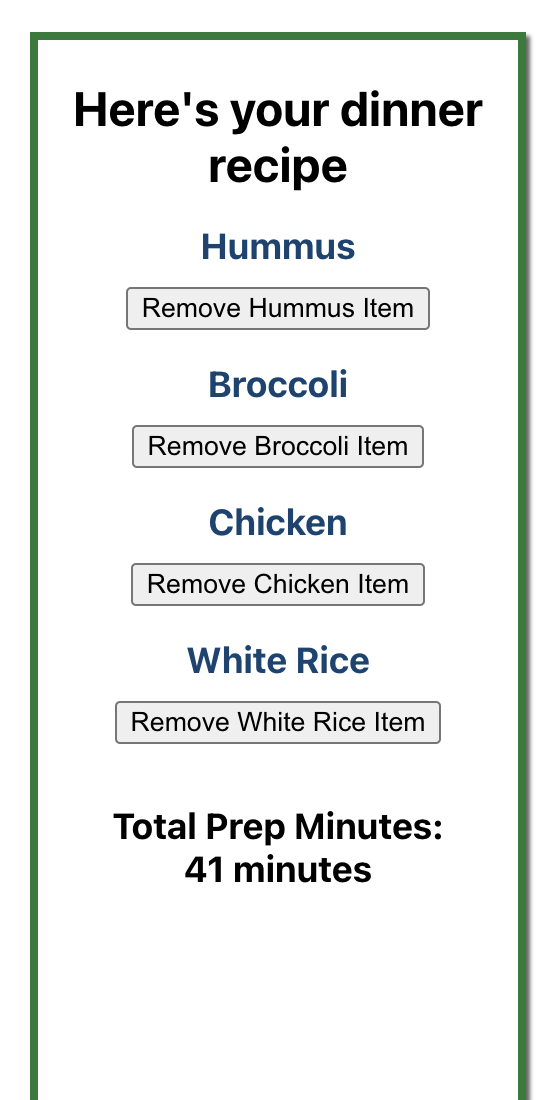 Here's your dinner
recipe
Hummus
Remove Hummus Item
Broccoli
Remove Broccoli Item
Chicken
Remove Chicken Item
White Rice
Remove White Rice Item
Total Prep Minutes:
41 minutes